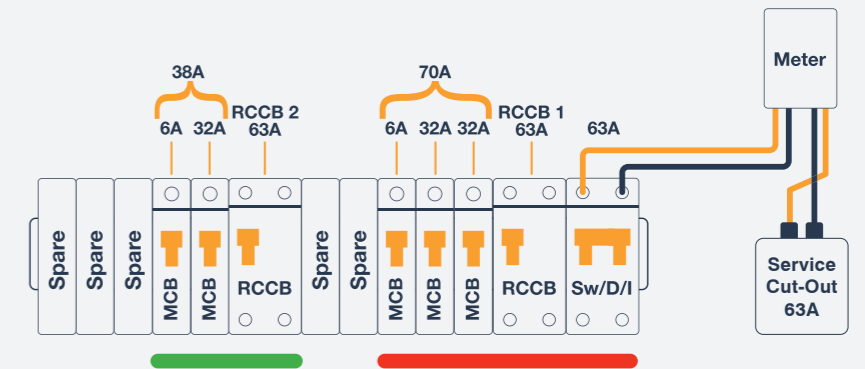 38A
6A
32A
RCCB 2
63A
70A
6A
32A
32A
RCCB 1
63A
63A
Meter
Spare
Spare
Spare
MCB
MCB
RCCB
Spare
Spare
MCB
MCB
MCB
RCCB
Sw/D/I
Service
Cut-Out
63A